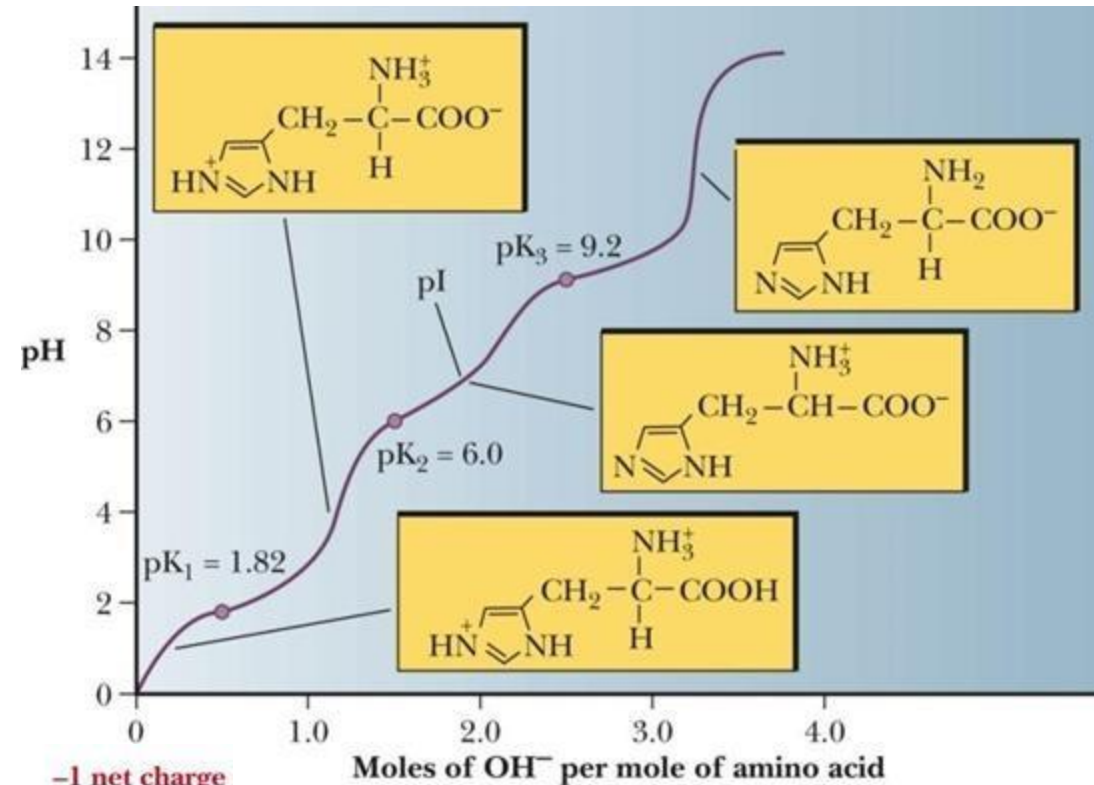 14
12
10
8
6
4
2
0
pH
NH₃⁺
CH₂–C–COO⁻
H
HN⁺ NH
pK₃ = 9.2
pI
NH₂
CH₂–C–COO⁻
H
N NH
NH₃⁺
CH₂–CH–COO⁻
N NH
pK₂ = 6.0
pK₁ = 1.82
NH₃⁺
CH₂–C–COOH
H
HN⁺ NH
0 1.0 2.0 3.0 4.0
Moles of OH⁻ per mole of amino acid
–1 net charge